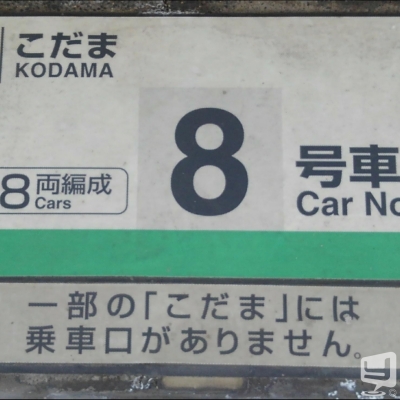 こだま
KODAMA
8両編成
Cars
8
号車
Car No
一部の「こだま」には
乗車口がありません。